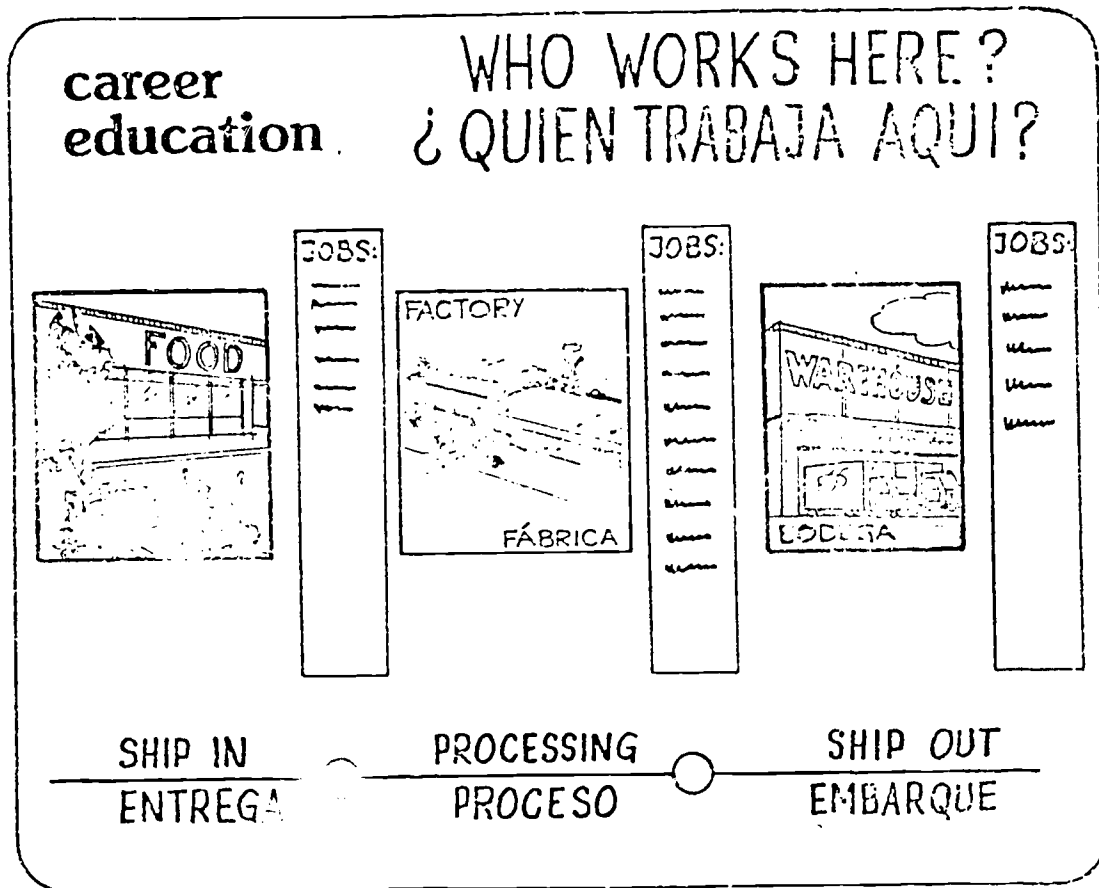 career
education
WHO WORKS HERE?
¿QUIEN TRABAJA AQUI?
JOBS:
JOBS:
JOBS:
FOOD
FACTORY
FÁBRICA
WAREHOUSE
BODEGA
SHIP IN
PROCESSING
SHIP OUT
ENTREGA
PROCESO
EMBARQUE